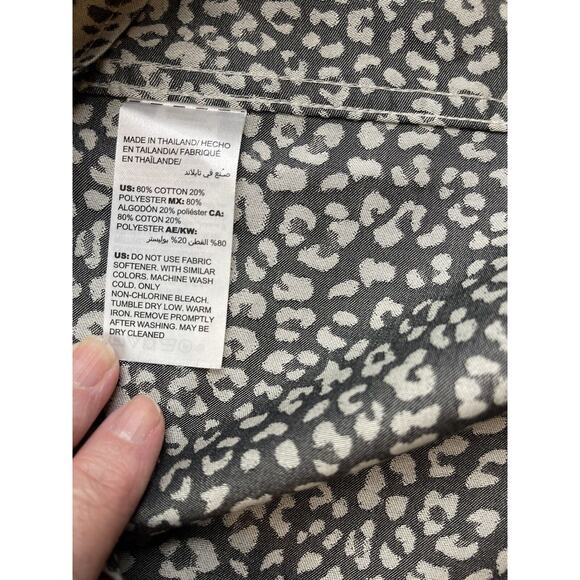 MADE IN THAILAND/ HECHO
EN TAILANDIA/ FABRIQUÉ
EN THAÏLANDE/
صنع في تايلاند
US: 80% COTTON 20%
POLYESTER MX: 80%
ALGODÓN 20% poliéster CA:
80% COTON 20%
POLYESTER AE/KW:
80% القطن 20% بوليستر
US: DO NOT USE FABRIC
SOFTENER. WITH SIMILAR
COLORS. MACHINE WASH
COLD. ONLY
NON-CHLORINE BLEACH.
TUMBLE DRY LOW. WARM
IRON. REMOVE PROMPTLY
AFTER WASHING. MAY BE
DRY CLEANED